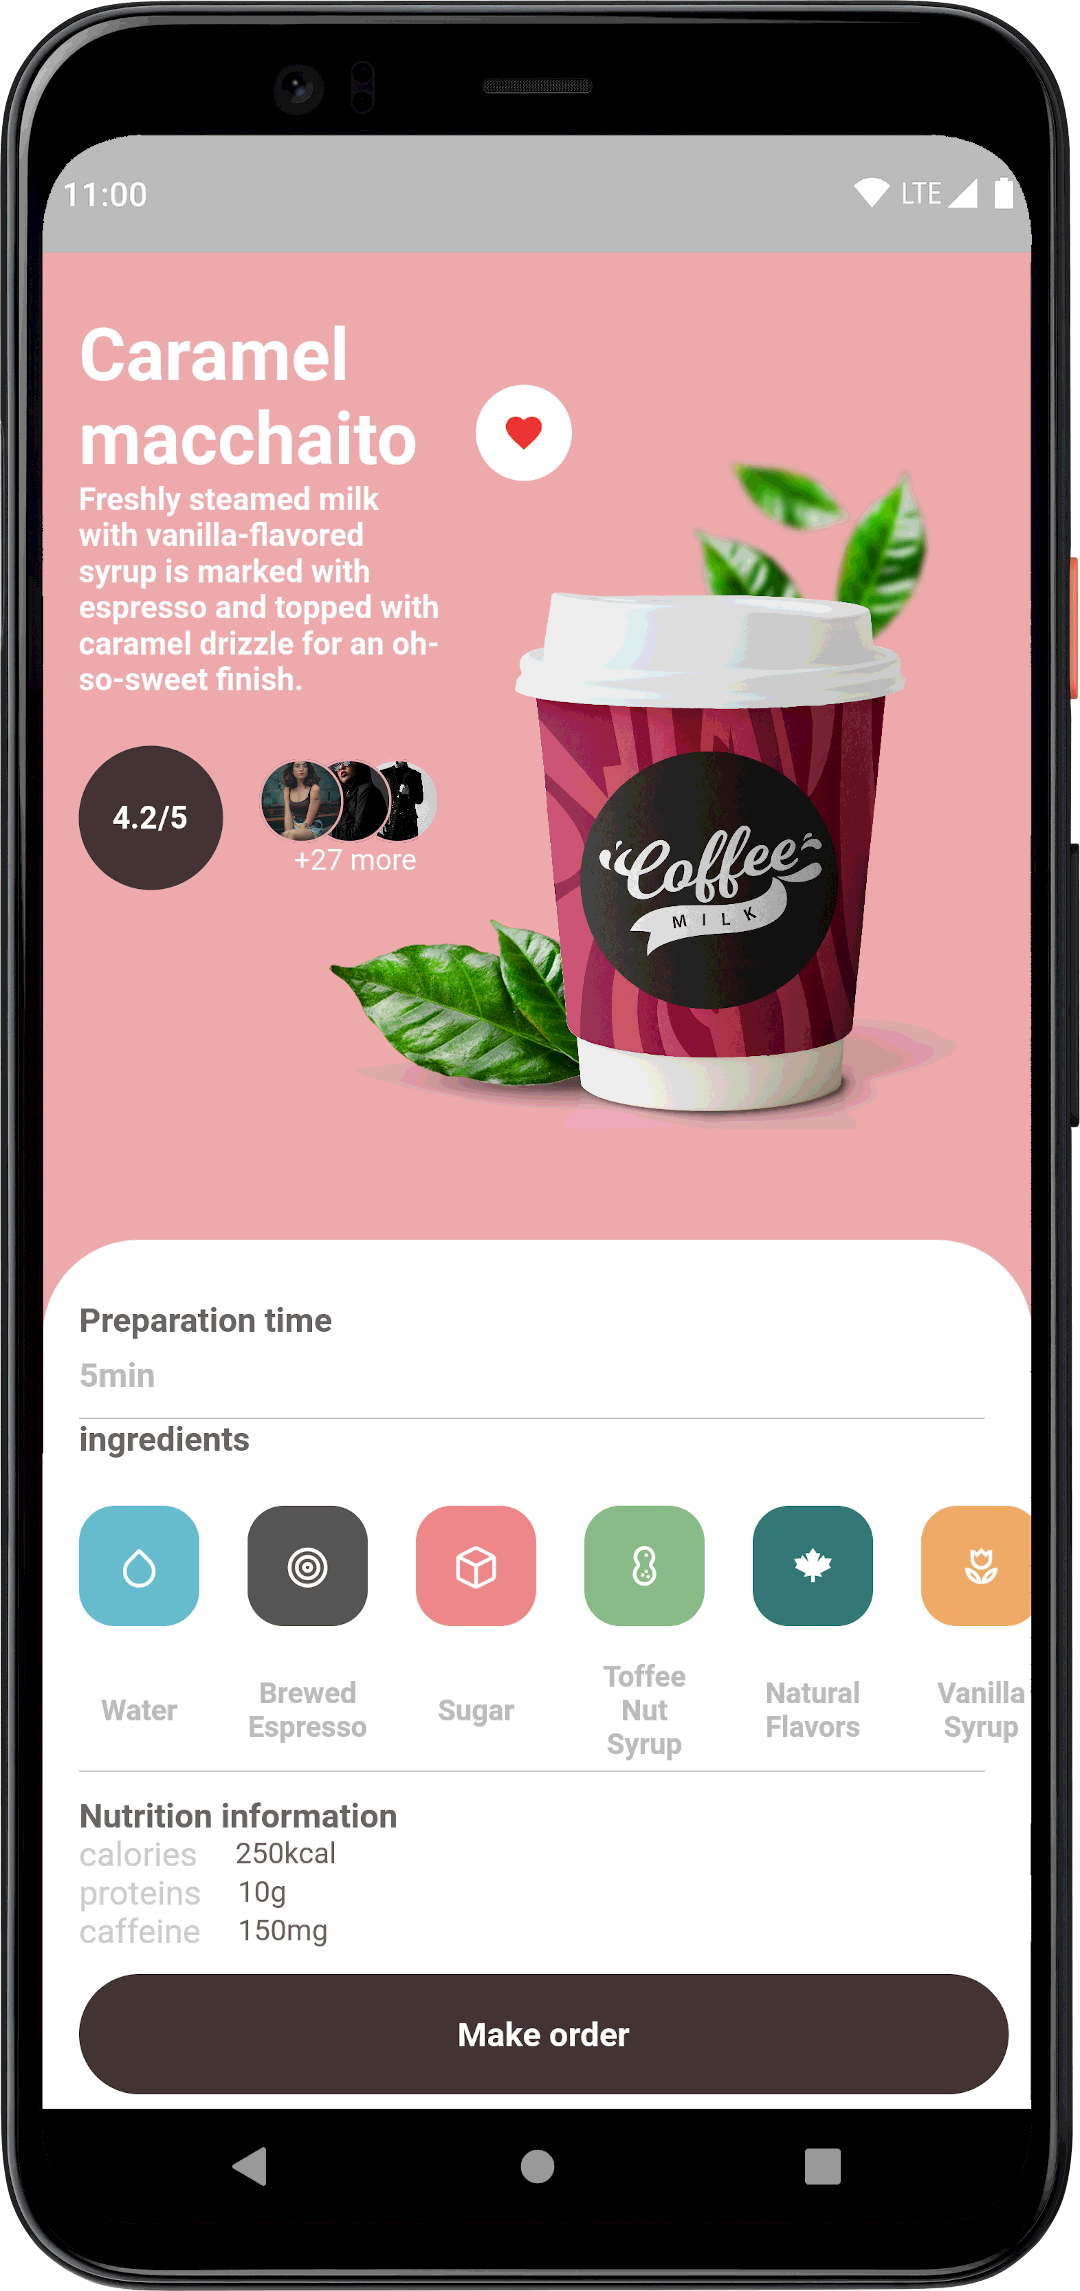 11:00
LTE
Caramel
macchaito
Freshly steamed milk
with vanilla-flavored
syrup is marked with
espresso and topped with
caramel drizzle for an oh-
so-sweet finish.
4.2/5
+27 more
Coffee
MILK
Preparation time
5min
ingredients
Water
Brewed
Espresso
Sugar
Toffee
Nut
Syrup
Natural
Flavors
Vanilla
Syrup
Nutrition information
calories 250kcal
proteins 10g
caffeine 150mg
Make order